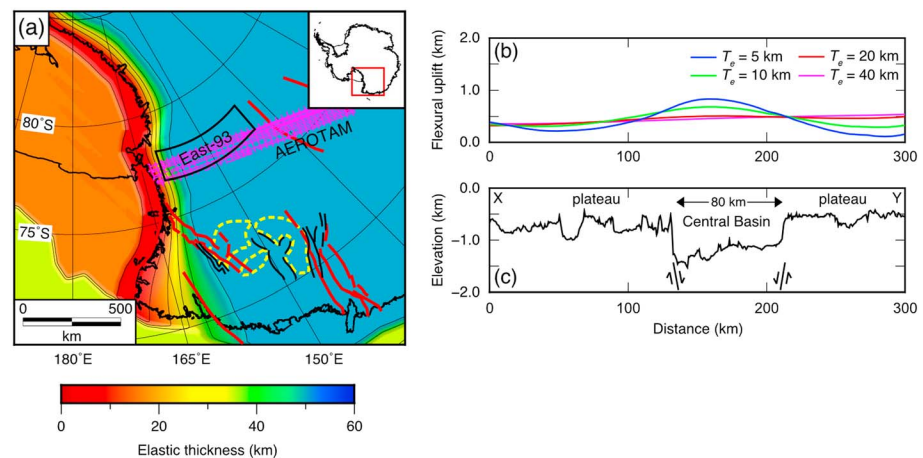 (a)
80°S
East-93
AEROTAM
75°S
0 500
km
180°E 165°E 150°E
0 20 40 60
Elastic thickness (km)
(b)
Flexural uplift (km)
2.0
1.0
0.0
Te = 5 km
Te = 20 km
Te = 10 km
Te = 40 km
0 100 200 300
Elevation (km)
0.0
−1.0
−2.0
X plateau 80 km plateau Y
Central Basin
(c)
0 100 200 300
Distance (km)